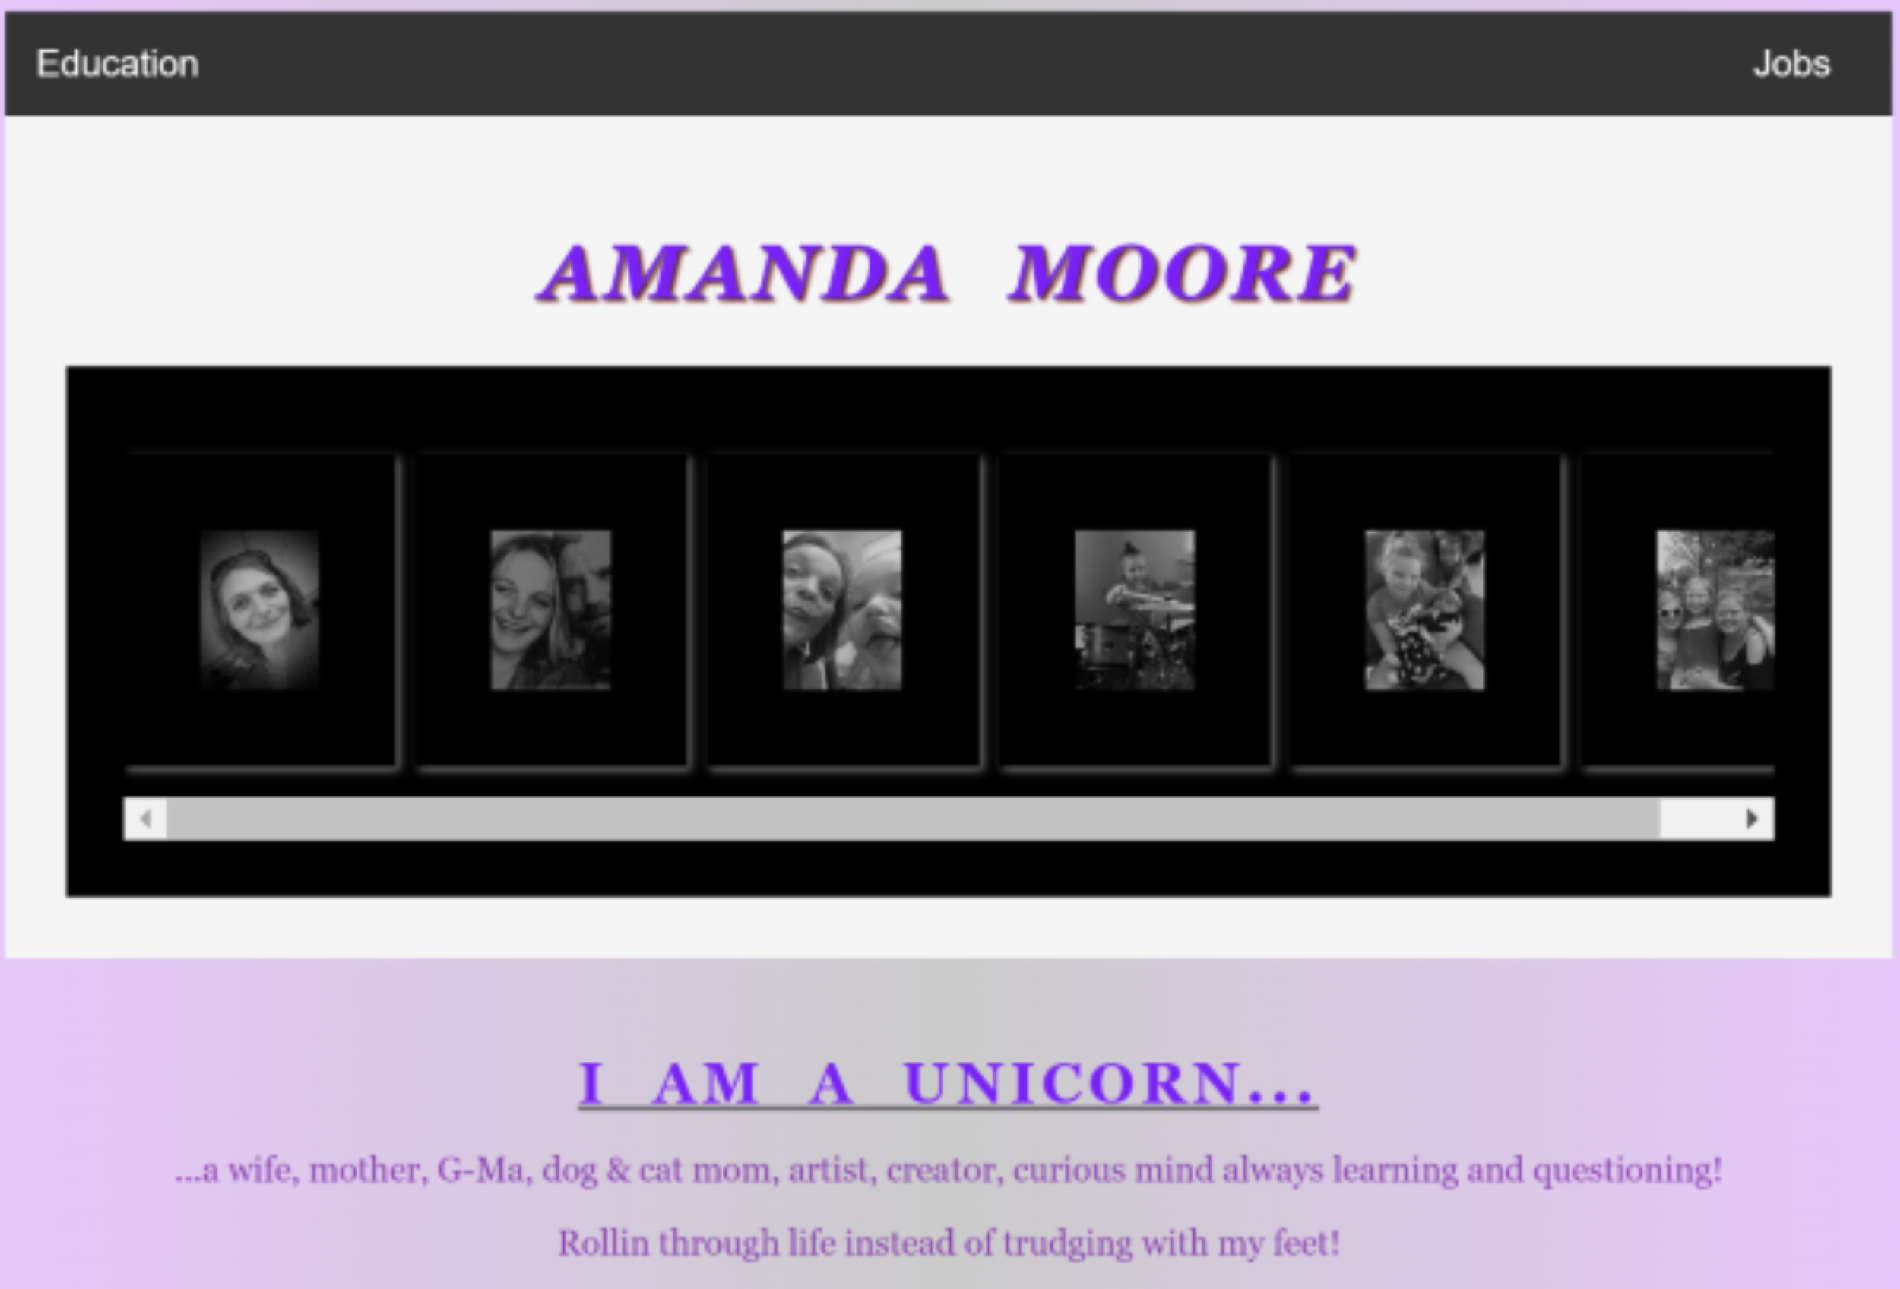 Education
Jobs
AMANDA MOORE
I AM A UNICORN...
...a wife, mother, G-Ma, dog & cat mom, artist, creator, curious mind always learning and questioning!
Rollin through life instead of trudging with my feet!